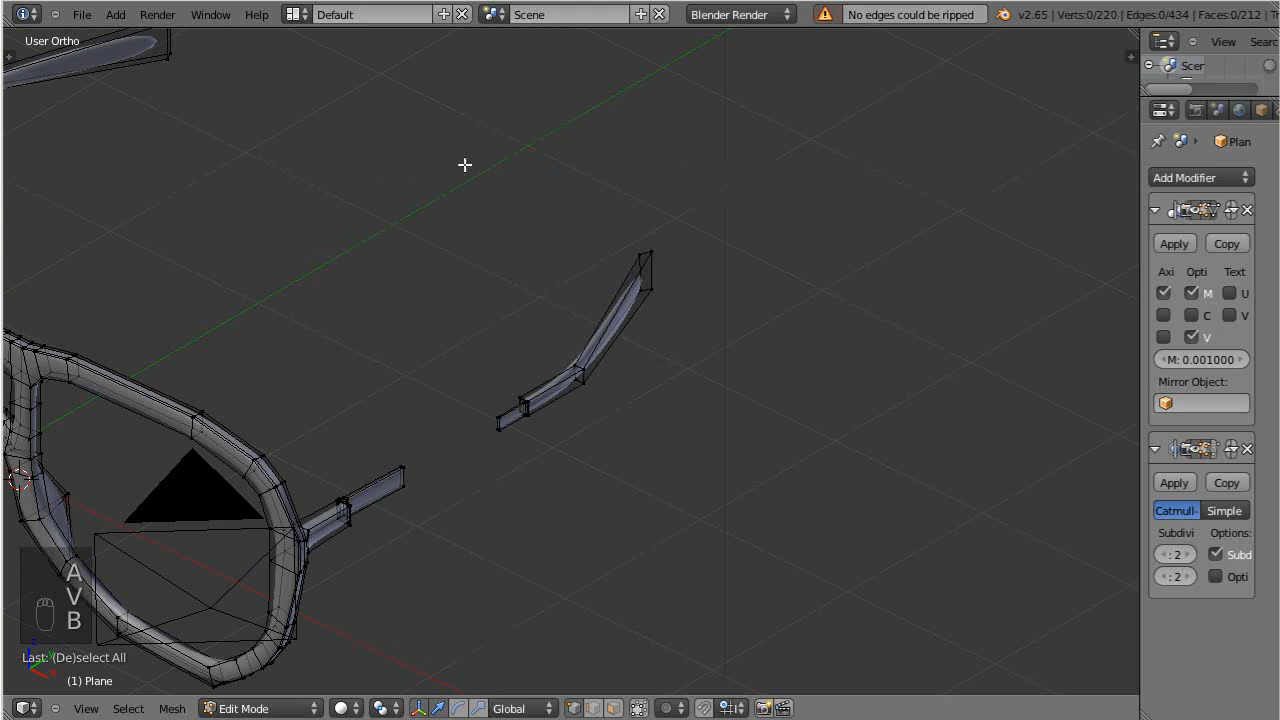 File Add Render Window Help Default Scene Blender Render No edges could be ripped v2.65 | Verts:0/220 | Edges:0/434 | Faces:0/212 | T
User Ortho
View Searc
Scer
Plan
Add Modifier
Apply Copy
Axi Opti Text
M U
C V
V
M: 0.001000
Mirror Object:
Apply Copy
Catmull- Simple
Subdivi Options:
: 2 Subd
: 2 Opti
A
V
B
Last: (De)select All
z
y
x
(1) Plane
View Select Mesh Edit Mode Global